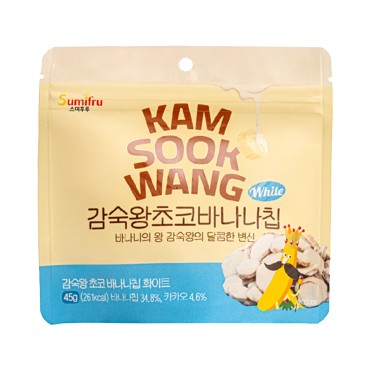 Sumifru
스미후루
KAM
SOOK
WANG
White
감숙왕초코바나나칩
바나나의 왕 감숙왕의 달콤한 변신
감숙왕 초코 바나나칩 화이트
45g (261kcal) 바나나칩 34.8%, 카카오 4.6%